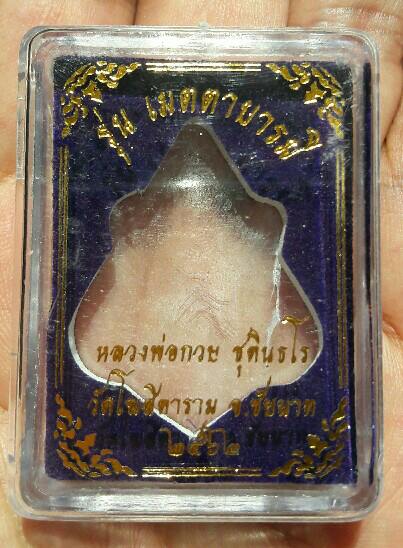 รุ่น เมตตาบารมี
หลวงพ่อกวย ชุตินฺธโร
วัดโฆสิตาราม จ.ชัยนาท